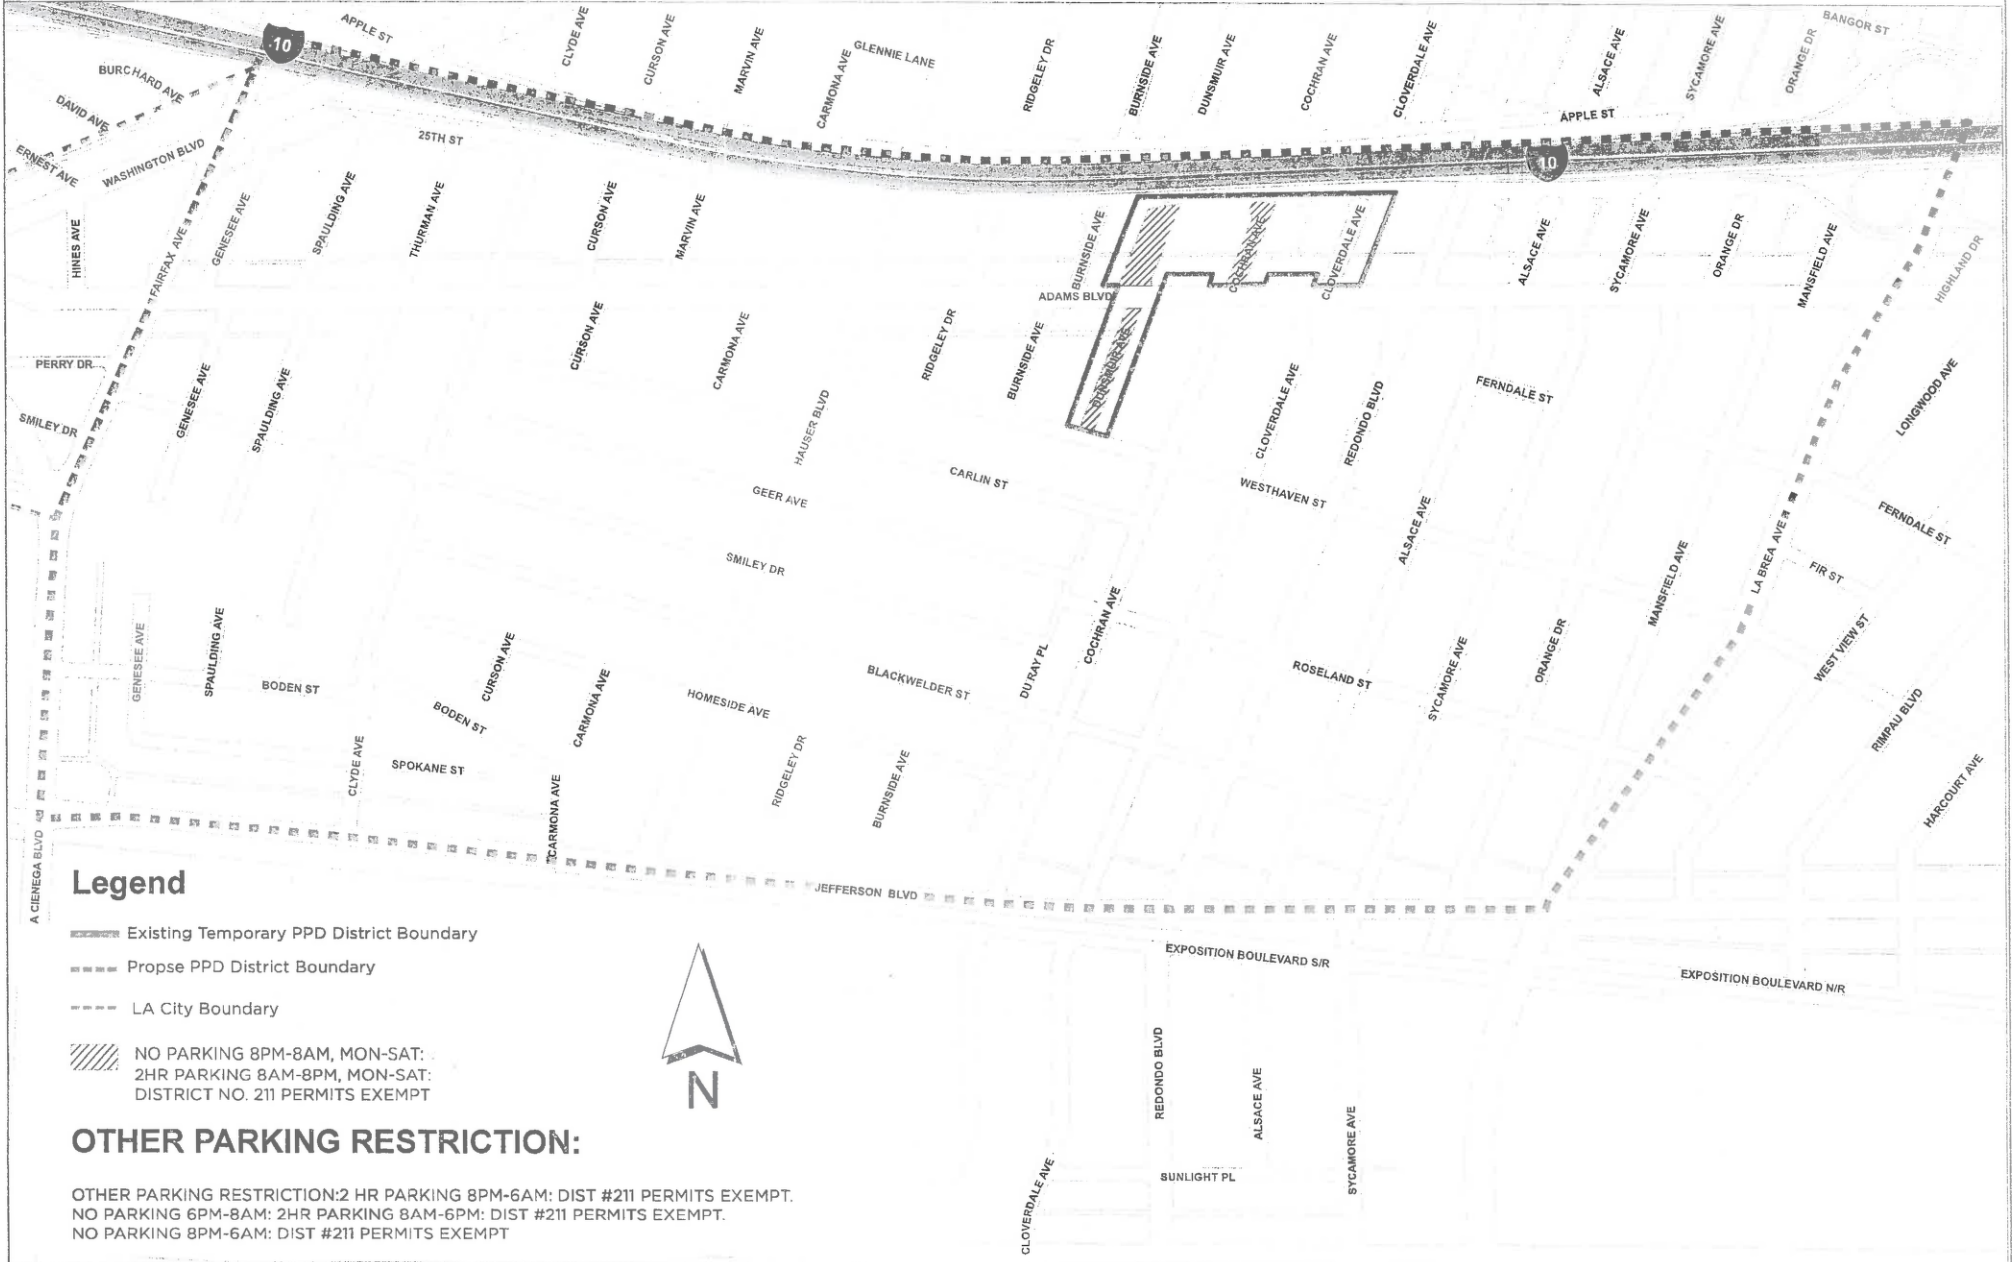 APPLE ST
CLYDE AVE
CURSON AVE
MARVIN AVE
CARMONA AVE
GLENNIE LANE
RIDGELEY DR
BURNSIDE AVE
DUNSMUIR AVE
COCHRAN AVE
CLOVERDALE AVE
ALSACE AVE
SYCAMORE AVE
ORANGE DR
BANGOR ST
10
BURCHARD AVE
DAVID AVE
ERNEST AVE
WASHINGTON BLVD
25TH ST
APPLE ST
10
HINES AVE
FAIRFAX AVE
GENESEE AVE
SPAULDING AVE
THURMAN AVE
CURSON AVE
MARVIN AVE
BURNSIDE AVE
COCHRAN AVE
CLOVERDALE AVE
ALSACE AVE
SYCAMORE AVE
ORANGE DR
MANSFIELD AVE
HIGHLAND DR
ADAMS BLVD
PERRY DR
SMILEY DR
GENESEE AVE
SPAULDING AVE
CURSON AVE
CARMONA AVE
HAUSER BLVD
RIDGELEY DR
BURNSIDE AVE
DUNSMUIR AVE
CLOVERDALE AVE
REDONDO BLVD
FERNDALE ST
LONGWOOD AVE
GEER AVE
CARLIN ST
WESTHAVEN ST
ALSACE AVE
FERNDALE ST
SMILEY DR
COCHRAN AVE
MANSFIELD AVE
LA BREA AVE
FIR ST
GENESEE AVE
SPAULDING AVE
BODEN ST
CURSON AVE
BODEN ST
CARMONA AVE
HOMESIDE AVE
BLACKWELDER ST
DU RAY PL
ROSELAND ST
SYCAMORE AVE
ORANGE DR
WEST VIEW ST
RIMPAU BLVD
HARCOURT AVE
CLYDE AVE
SPOKANE ST
CARMONA AVE
RIDGELEY DR
BURNSIDE AVE
A CIENEGA BLVD
JEFFERSON BLVD
EXPOSITION BOULEVARD S/R
EXPOSITION BOULEVARD N/R
REDONDO BLVD
ALSACE AVE
SYCAMORE AVE
SUNLIGHT PL
CLOVERDALE AVE
Legend
Existing Temporary PPD District Boundary
Propse PPD District Boundary
LA City Boundary
NO PARKING 8PM-8AM, MON-SAT:
2HR PARKING 8AM-8PM, MON-SAT:
DISTRICT NO. 211 PERMITS EXEMPT
N
OTHER PARKING RESTRICTION:
OTHER PARKING RESTRICTION:2 HR PARKING 8PM-6AM: DIST #211 PERMITS EXEMPT.
NO PARKING 6PM-8AM: 2HR PARKING 8AM-6PM: DIST #211 PERMITS EXEMPT.
NO PARKING 8PM-6AM: DIST #211 PERMITS EXEMPT